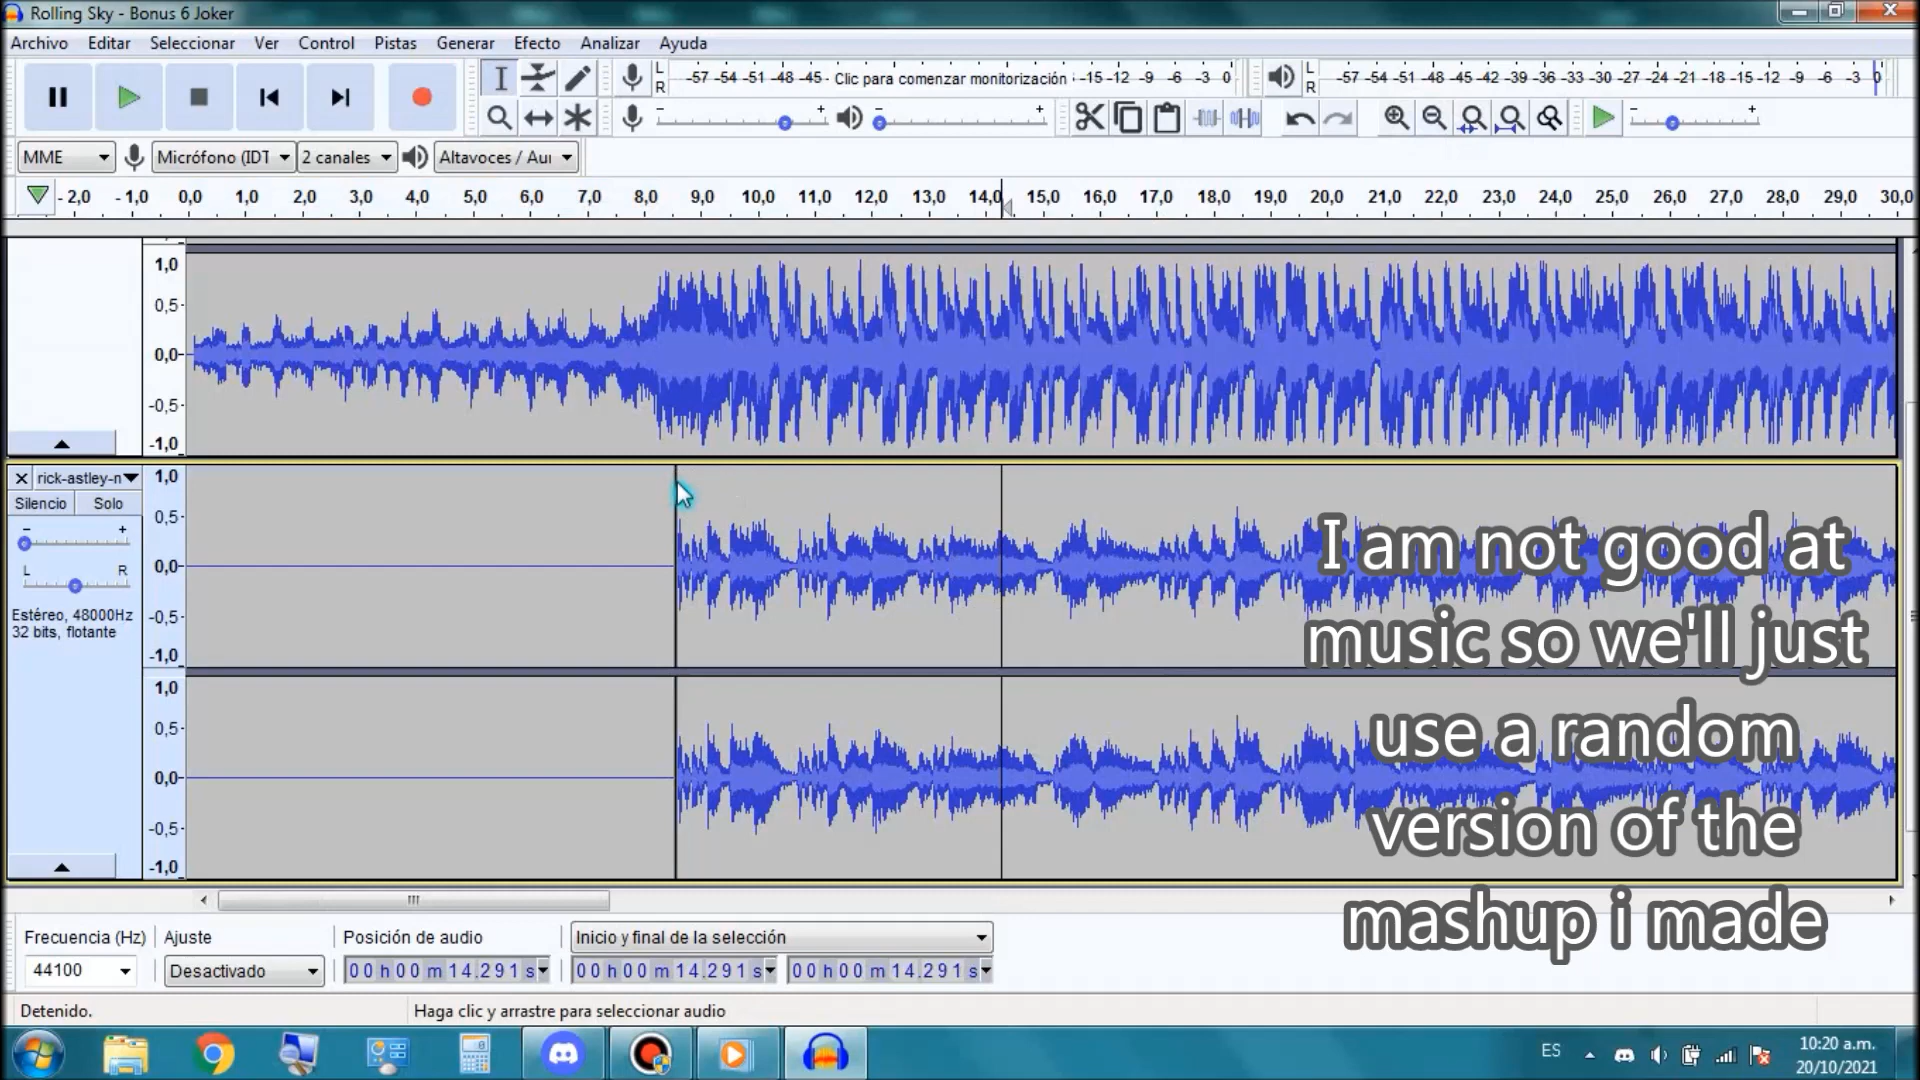 Rolling Sky - Bonus 6 Joker
Archivo Editar Seleccionar Ver Control Pistas Generar Efecto Analizar Ayuda
L
R
-57 -54 -51 -48 -45 - Clic para comenzar monitorización -15 -12 -9 -6 -3 0
L
R
-57 -54 -51 -48 -45 -42 -39 -36 -33 -30 -27 -24 -21 -18 -15 -12 -9 -6 -3 0
MME Micrófono (IDT 2 canales Altavoces / Au
-2,0 -1,0 0,0 1,0 2,0 3,0 4,0 5,0 6,0 7,0 8,0 9,0 10,0 11,0 12,0 13,0 14,0 15,0 16,0 17,0 18,0 19,0 20,0 21,0 22,0 23,0 24,0 25,0 26,0 27,0 28,0 29,0 30,0
1,0
0,5
0,0
-0,5
-1,0
rick-astley-n
Silencio Solo
- +
L R
Estéreo, 48000Hz
32 bits, flotante
1,0
0,5
0,0
-0,5
-1,0
1,0
0,5
0,0
-0,5
-1,0
I am not good at
music so we'll just
use a random
version of the
mashup i made
Frecuencia (Hz) Ajuste Posición de audio Inicio y final de la selección
44100 Desactivado 00 h 00 m 14.291 s 00 h 00 m 14.291 s 00 h 00 m 14.291 s
Detenido. Haga clic y arrastre para seleccionar audio
ES
10:20 a.m.
20/10/2021